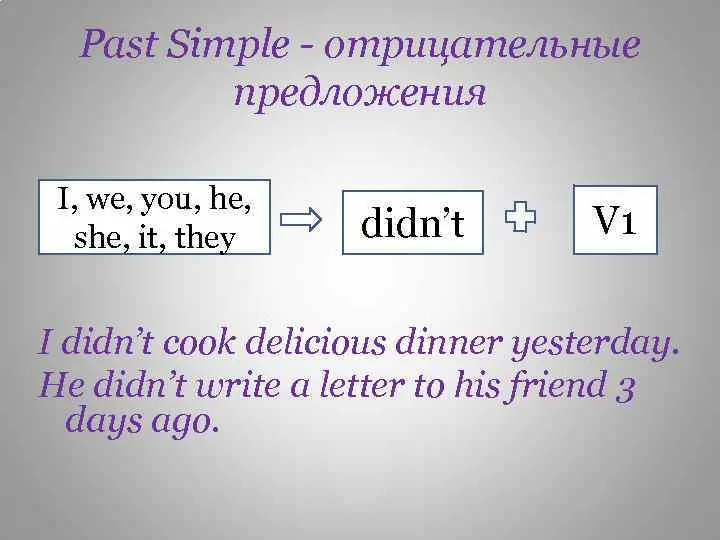 Past Simple - отрицательные
предложения
I, we, you, he,
she, it, they
didn’t
V1
I didn’t cook delicious dinner yesterday.
He didn’t write a letter to his friend 3
days ago.